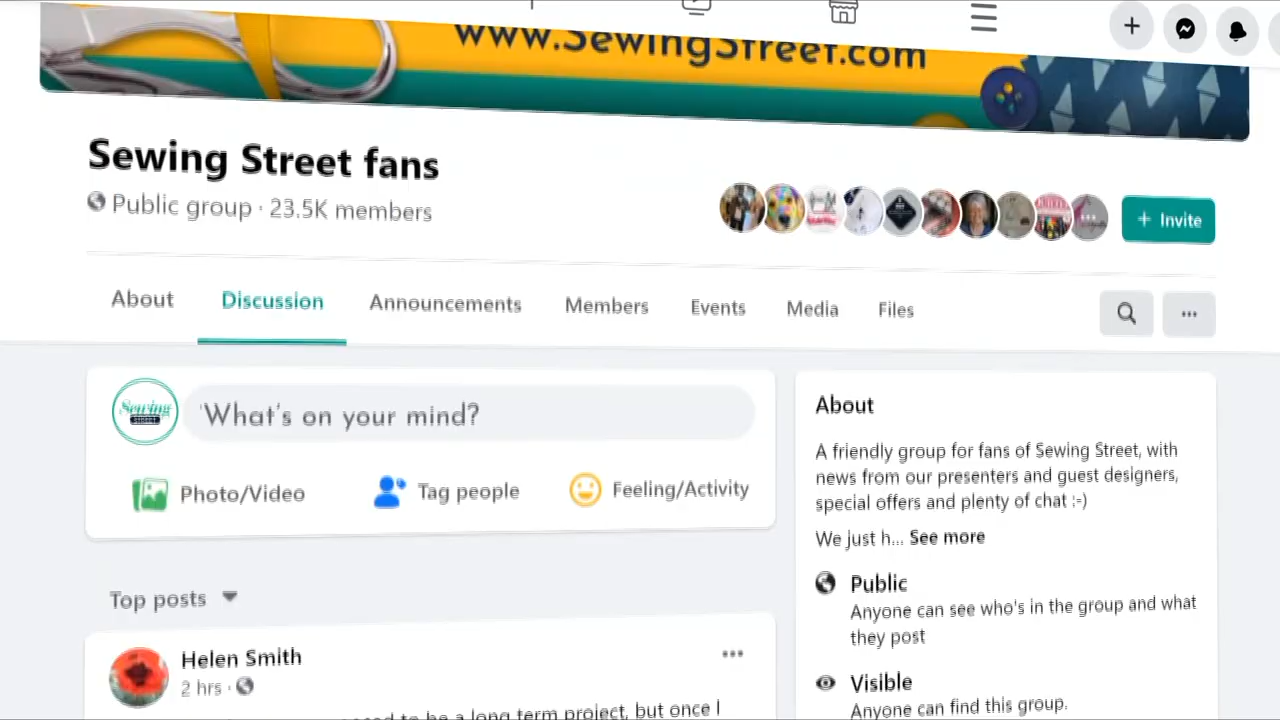 www.SewingStreet.com
Sewing Street fans
Public group · 23.5K members
+ Invite
About
Discussion
Announcements
Members
Events
Media
Files
Sewing
STREET
What's on your mind?
Photo/Video
Tag people
Feeling/Activity
About
A friendly group for fans of Sewing Street, with
news from our presenters and guest designers,
special offers and plenty of chat :-)
We just h... See more
Public
Anyone can see who's in the group and what
they post
Visible
Anyone can find this group.
Top posts
Helen Smith
2 hrs ·
to be a long term project, but once I